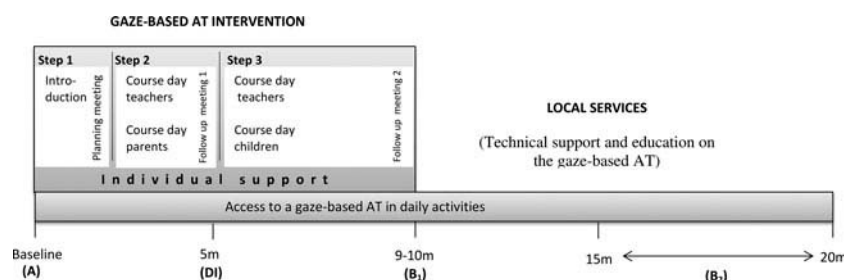 GAZE-BASED AT INTERVENTION
Step 1
Intro-
duction
Planning meeting
Step 2
Course day
teachers
Course day
parents
Follow up meeting 1
Step 3
Course day
teachers
Course day
children
Follow up meeting 2
Individual support
LOCAL SERVICES
(Technical support and education on
the gaze-based AT)
Access to a gaze-based AT in daily activities
Baseline
(A)
5m
(DI)
9-10m
(B₁)
15m
20m
(B₂)